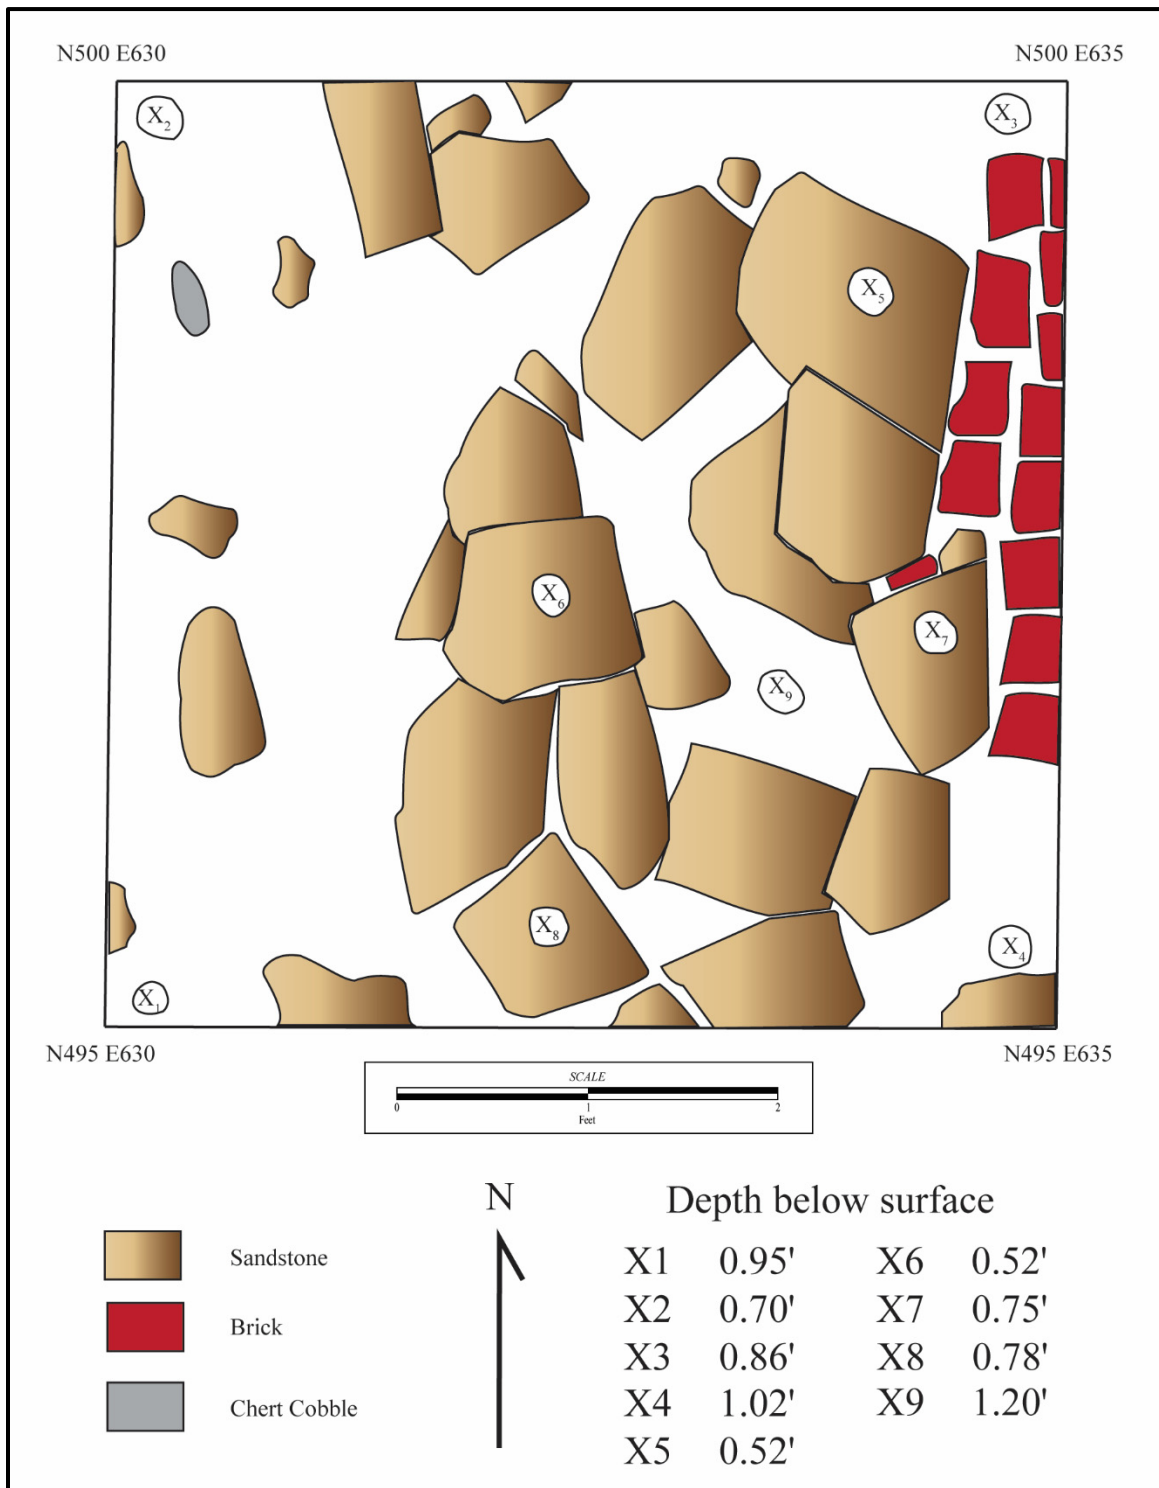 N500 E630
N500 E635
X2
X3
X5
X6
X7
X9
X8
X4
X1
N495 E630
N495 E635
SCALE
0 1 2
Feet
N
Depth below surface
Sandstone
Brick
Chert Cobble
X1 0.95' X6 0.52'
X2 0.70' X7 0.75'
X3 0.86' X8 0.78'
X4 1.02' X9 1.20'
X5 0.52'